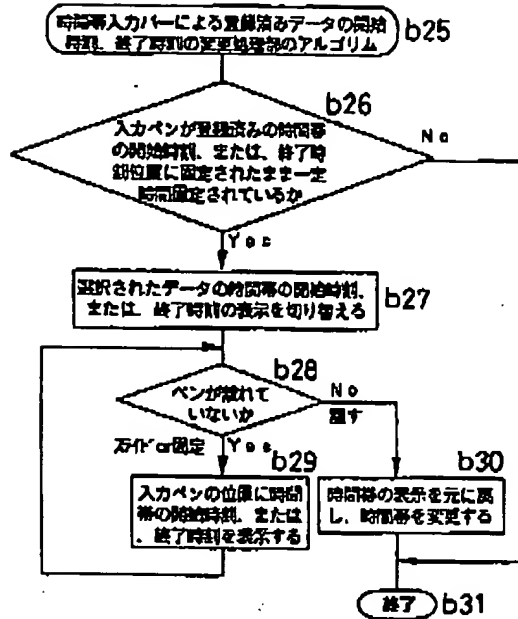 時間帯入力バーによる登録済みデータの開始
時刻、終了時刻の変更処理部のアルゴリム
b25
b26
入力ペンが登録済みの時間帯
の開始時刻、または、終了時
刻位置に固定されたまま一定
時間固定されているか
No
Yes
選択されたデータの時間帯の開始時刻、
または、終了時刻の表示を切り替える
b27
b28
ペンが離れて
いないか
No
離す
ｽﾗｲﾄﾞor固定
Yes
b29
入力ペンの位置に時間
帯の開始時刻、または
、終了時刻を表示する
b30
時間帯の表示を元に戻
し、時間帯を変更する
終了
b31